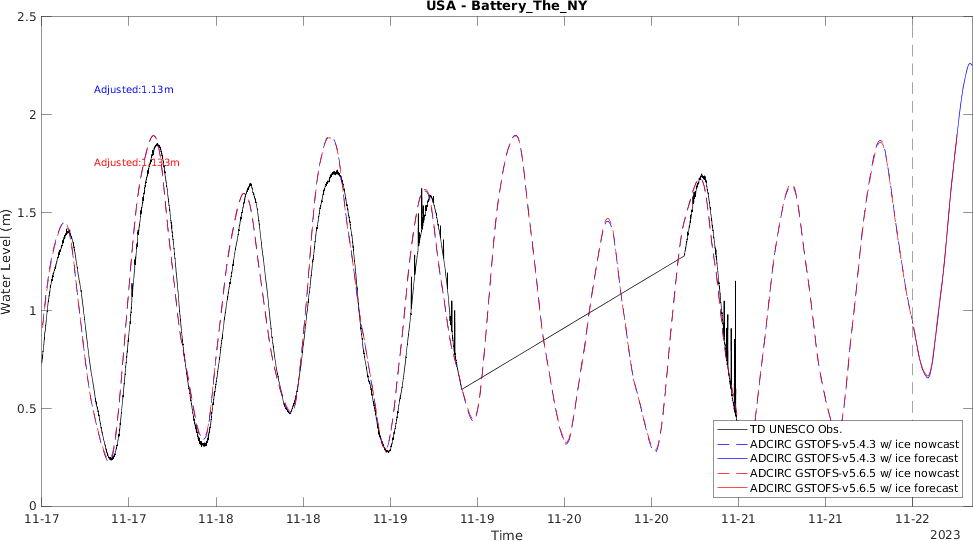 USA - Battery_The_NY
2.5
2
1.5
1
0.5
0
Water Level (m)
Adjusted:1.13m
Adjusted:1.133m
TD UNESCO Obs.
ADCIRC GSTOFS-v5.4.3 w/ ice nowcast
ADCIRC GSTOFS-v5.4.3 w/ ice forecast
ADCIRC GSTOFS-v5.6.5 w/ ice nowcast
ADCIRC GSTOFS-v5.6.5 w/ ice forecast
11-17 11-17 11-18 11-18 11-19 11-19 11-20 11-20 11-21 11-21 11-22
Time
2023